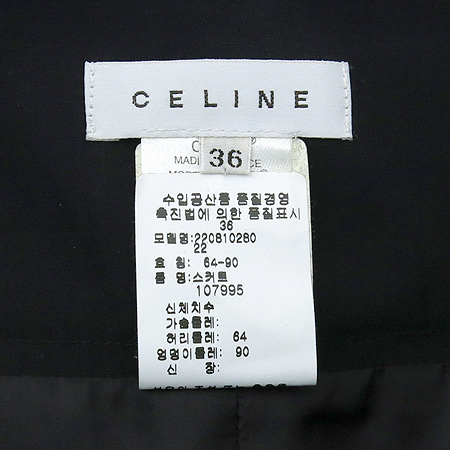 CELINE
36
MADE
수입공산품 품질경영
촉진법에 의한 품질표시
36
모델명:220810280
22
호 칭: 64-90
품 명:스커트
107995
신체치수
가슴둘레:
허리둘레: 64
엉덩이둘레: 90
신 장: